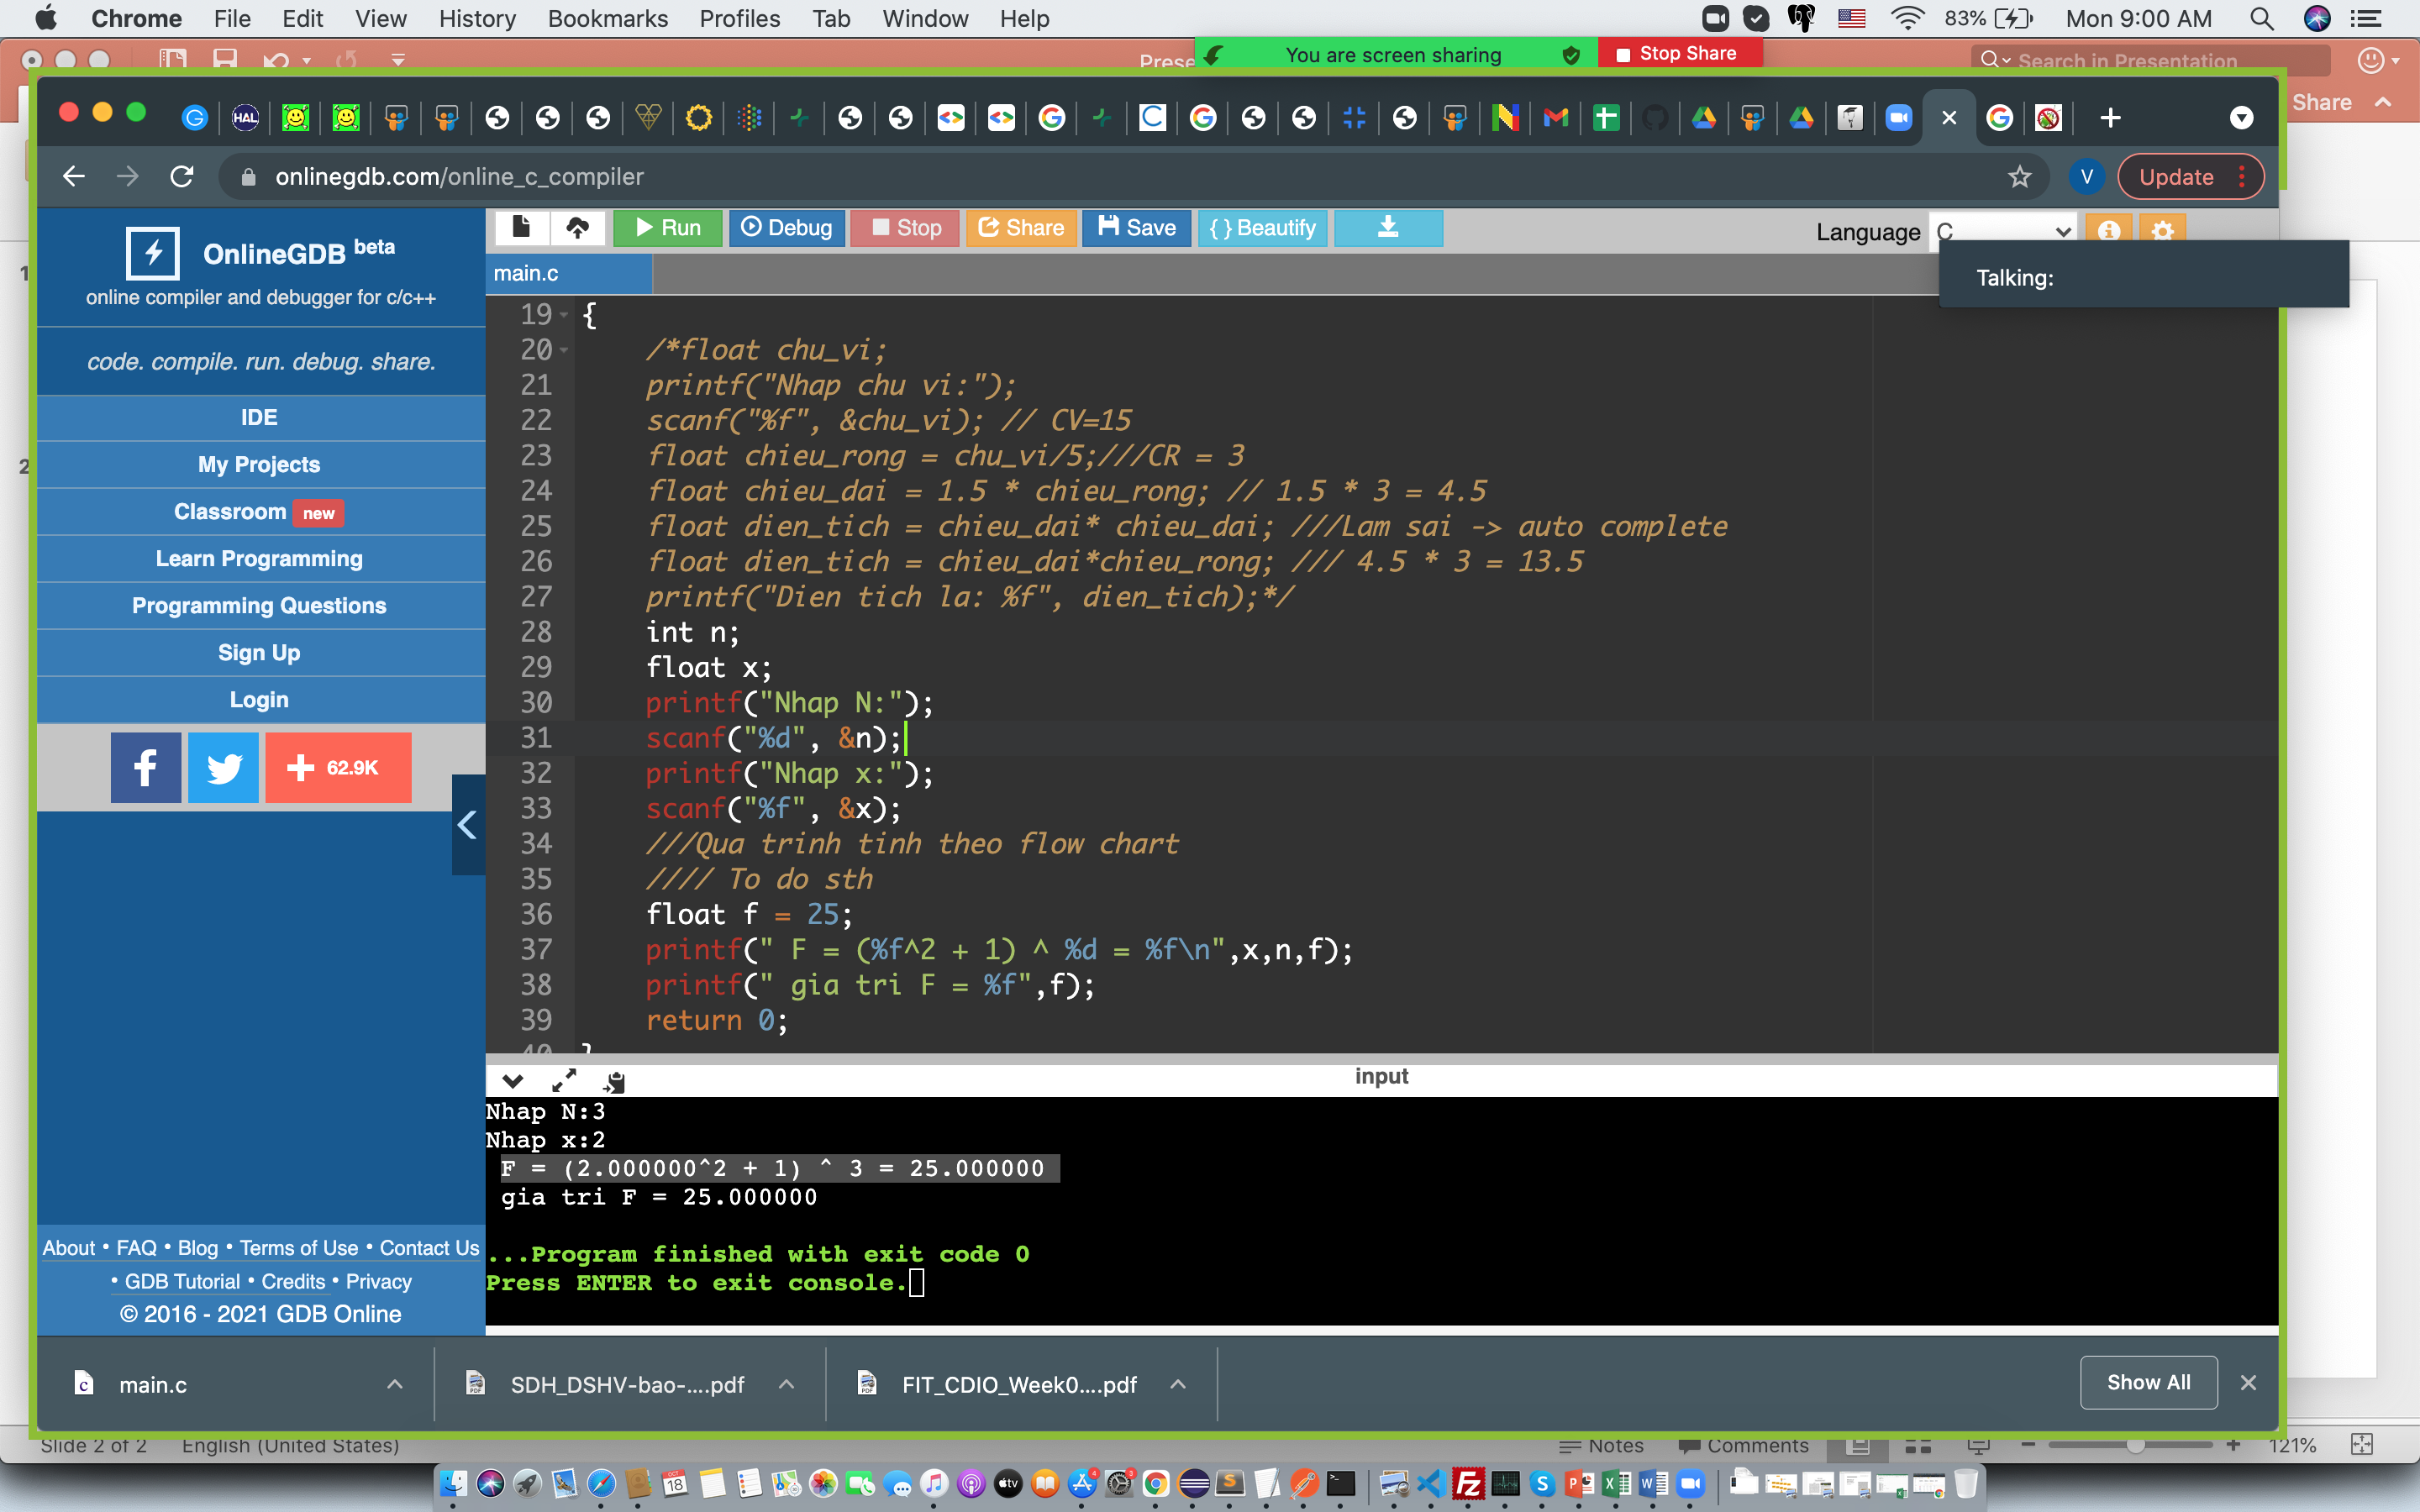 Chrome File Edit View History Bookmarks Profiles Tab Window Help 83% Mon 9:00 AM
Prese You are screen sharing Stop Share Search in Presentation
HAL Share
onlinegdb.com/online_c_compiler V Update
OnlineGDB beta
online compiler and debugger for c/c++
code. compile. run. debug. share.
IDE
My Projects
Classroom new
Learn Programming
Programming Questions
Sign Up
Login
62.9K
About • FAQ • Blog • Terms of Use • Contact Us
• GDB Tutorial • Credits • Privacy
© 2016 - 2021 GDB Online
Run Debug Stop Share Save { } Beautify Language C
Talking:
main.c
19 {
20 /*float chu_vi;
21 printf("Nhap chu vi:");
22 scanf("%f", &chu_vi); // CV=15
23 float chieu_rong = chu_vi/5;///CR = 3
24 float chieu_dai = 1.5 * chieu_rong; // 1.5 * 3 = 4.5
25 float dien_tich = chieu_dai* chieu_dai; ///Lam sai -> auto complete
26 float dien_tich = chieu_dai*chieu_rong; /// 4.5 * 3 = 13.5
27 printf("Dien tich la: %f", dien_tich);*/
28 int n;
29 float x;
30 printf("Nhap N:");
31 scanf("%d", &n);
32 printf("Nhap x:");
33 scanf("%f", &x);
34 ///Qua trinh tinh theo flow chart
35 //// To do sth
36 float f = 25;
37 printf(" F = (%f^2 + 1) ^ %d = %f\n",x,n,f);
38 printf(" gia tri F = %f",f);
39 return 0;
40 }
input
Nhap N:3
Nhap x:2
F = (2.000000^2 + 1) ^ 3 = 25.000000
gia tri F = 25.000000
...Program finished with exit code 0
Press ENTER to exit console.
main.c SDH_DSHV-bao-....pdf FIT_CDIO_Week0....pdf Show All
Slide 2 of 2 English (United States) Notes Comments 121%